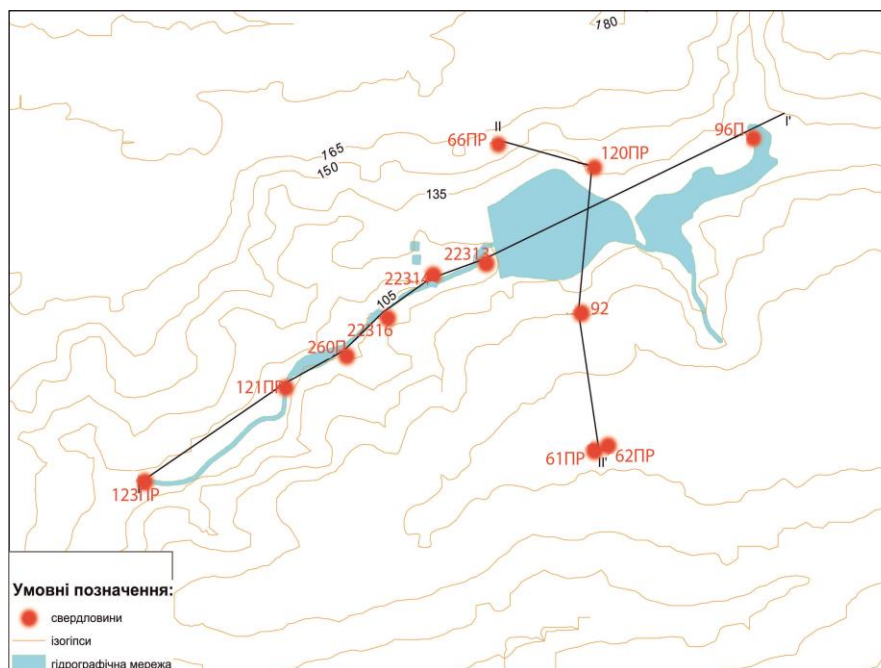 180
II
I'
66ПР
96П
120ПР
165
150
135
22313
22314
105
22316
92
260П
121ПР
61ПР
II'
62ПР
123ПР
Умовні позначення:
свердловини
ізогіпси
гідрографічна мережа